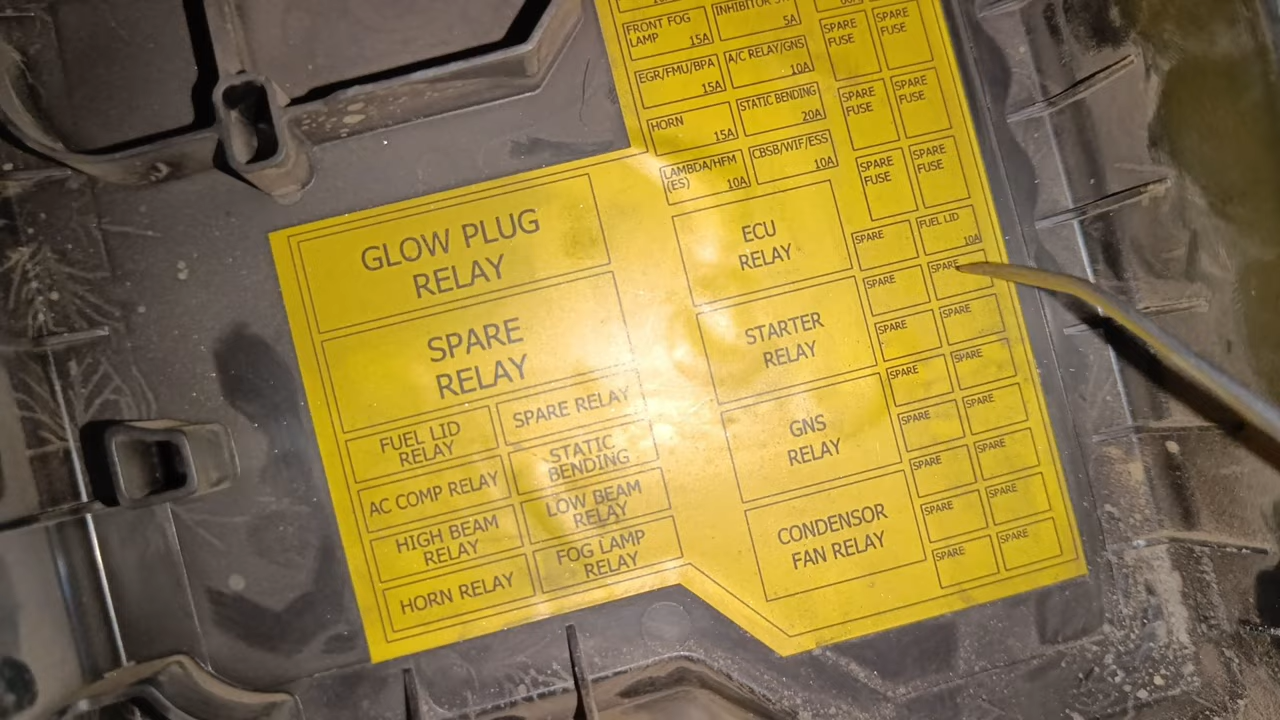 FRONT FOG
LAMP 15A
INHIBITOR
5A
SPARE
FUSE
SPARE
FUSE
EGR/FMU/BPA
15A
A/C RELAY/GNS
10A
SPARE
FUSE
SPARE
FUSE
HORN
15A
STATIC BENDING
20A
LAMBDA/HFM
(ES) 10A
CBSB/WIF/ESS
10A
SPARE
FUSE
SPARE
FUSE
GLOW PLUG
RELAY
ECU
RELAY
SPARE
FUEL LID
10A
SPARE
SPARE
SPARE
RELAY
STARTER
RELAY
SPARE
SPARE
SPARE
SPARE
FUEL LID
RELAY
SPARE RELAY
GNS
RELAY
SPARE
SPARE
AC COMP RELAY
STATIC
BENDING
SPARE
SPARE
HIGH BEAM
RELAY
LOW BEAM
RELAY
CONDENSOR
FAN RELAY
SPARE
SPARE
HORN RELAY
FOG LAMP
RELAY
SPARE
SPARE